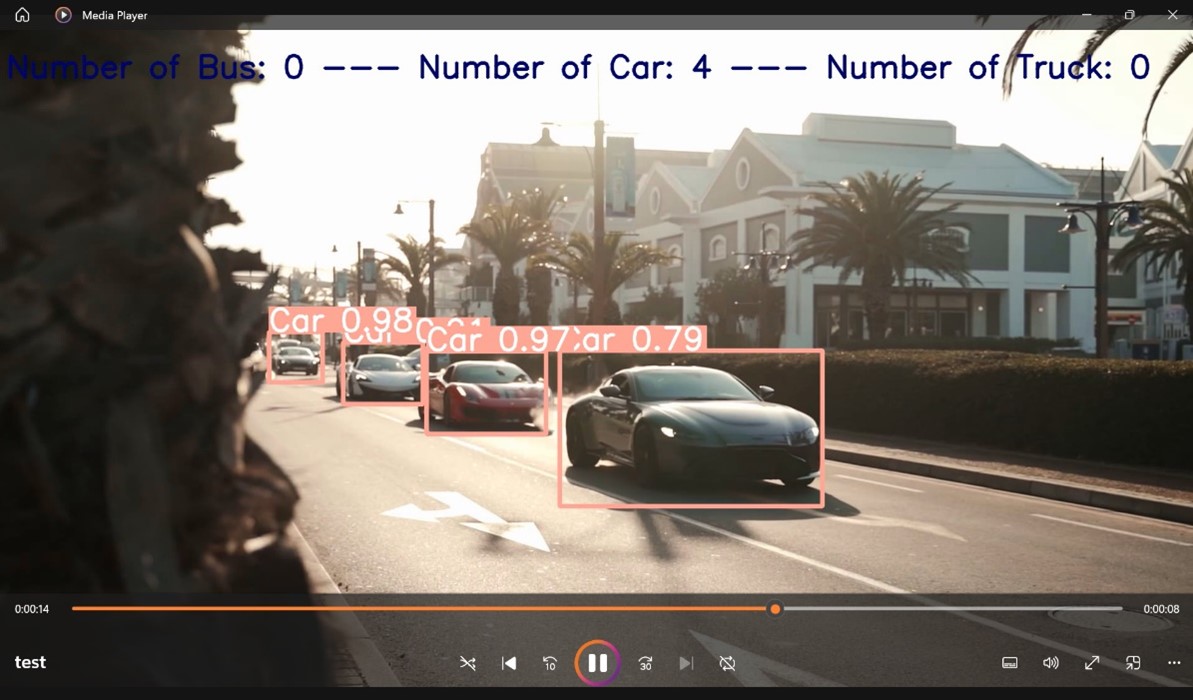 Media Player
Number of Bus: 0 --- Number of Car: 4 --- Number of Truck: 0
Car 0.98
Car 0.97
Car 0.79
0:00:14
0:00:08
test
10
30